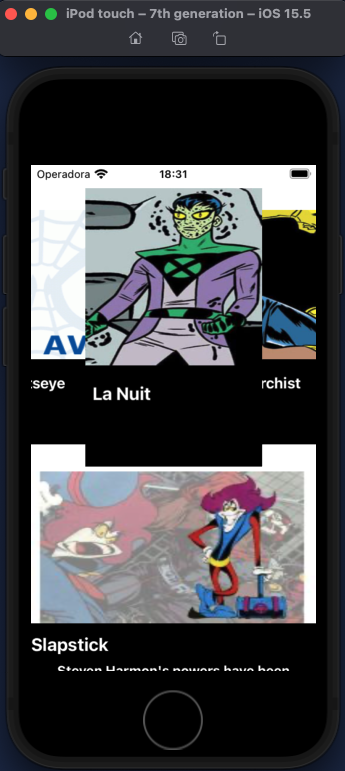 iPod touch – 7th generation – iOS 15.5
Operadora 18:31
AV
tseye
La Nuit
rchist
Slapstick
Steven Harmon's powers have been